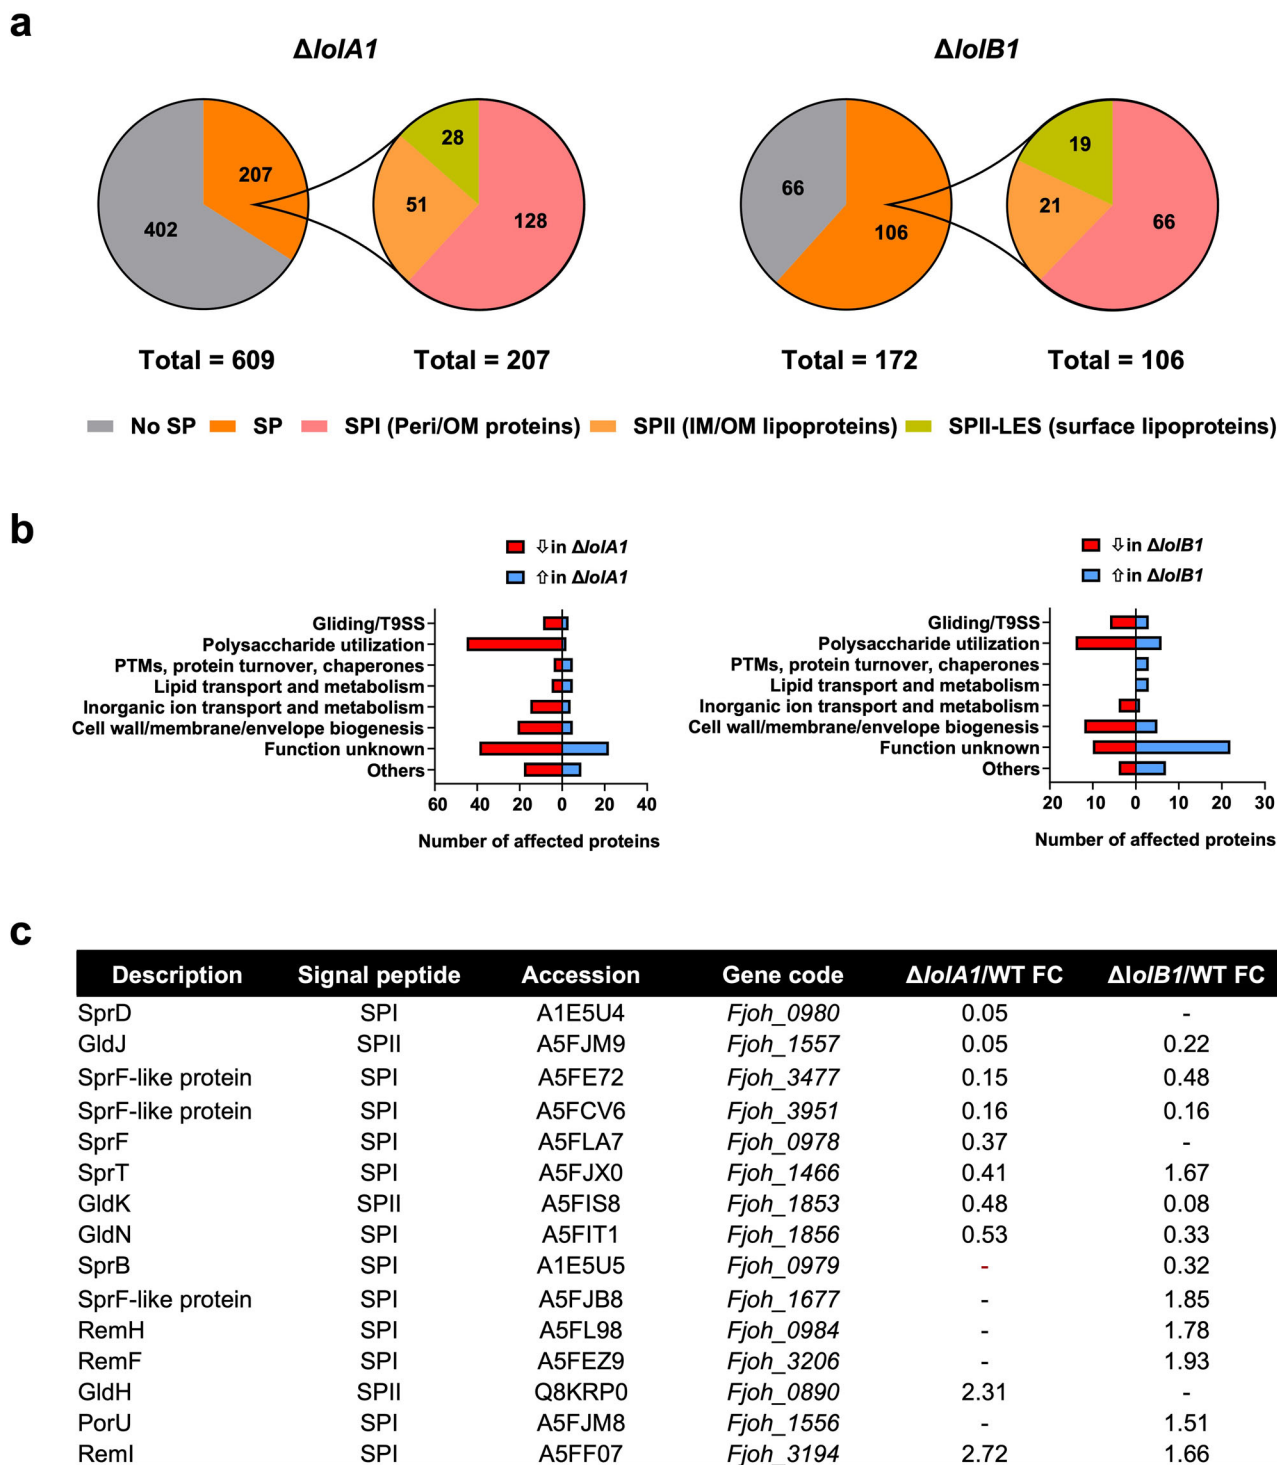 a
ΔlolA1
ΔlolB1
207
402
28
51
128
66
106
19
21
66
Total = 609
Total = 207
Total = 172
Total = 106
No SP SP SPI (Peri/OM proteins) SPII (IM/OM lipoproteins) SPII-LES (surface lipoproteins)
b
⇩in ΔlolA1
⇧in ΔlolA1
Gliding/T9SS
Polysaccharide utilization
PTMs, protein turnover, chaperones
Lipid transport and metabolism
Inorganic ion transport and metabolism
Cell wall/membrane/envelope biogenesis
Function unknown
Others
60 40 20 0 20 40
Number of affected proteins
⇩in ΔlolB1
⇧in ΔlolB1
Gliding/T9SS
Polysaccharide utilization
PTMs, protein turnover, chaperones
Lipid transport and metabolism
Inorganic ion transport and metabolism
Cell wall/membrane/envelope biogenesis
Function unknown
Others
20 10 0 10 20 30
Number of affected proteins
c
Description Signal peptide Accession Gene code ΔlolA1/WT FC ΔlolB1/WT FC
SprD SPI A1E5U4 Fjoh_0980 0.05 -
GldJ SPII A5FJM9 Fjoh_1557 0.05 0.22
SprF-like protein SPI A5FE72 Fjoh_3477 0.15 0.48
SprF-like protein SPI A5FCV6 Fjoh_3951 0.16 0.16
SprF SPI A5FLA7 Fjoh_0978 0.37 -
SprT SPI A5FJX0 Fjoh_1466 0.41 1.67
GldK SPII A5FIS8 Fjoh_1853 0.48 0.08
GldN SPI A5FIT1 Fjoh_1856 0.53 0.33
SprB SPI A1E5U5 Fjoh_0979 - 0.32
SprF-like protein SPI A5FJB8 Fjoh_1677 - 1.85
RemH SPI A5FL98 Fjoh_0984 - 1.78
RemF SPI A5FEZ9 Fjoh_3206 - 1.93
GldH SPII Q8KRP0 Fjoh_0890 2.31 -
PorU SPI A5FJM8 Fjoh_1556 - 1.51
RemI SPI A5FF07 Fjoh_3194 2.72 1.66